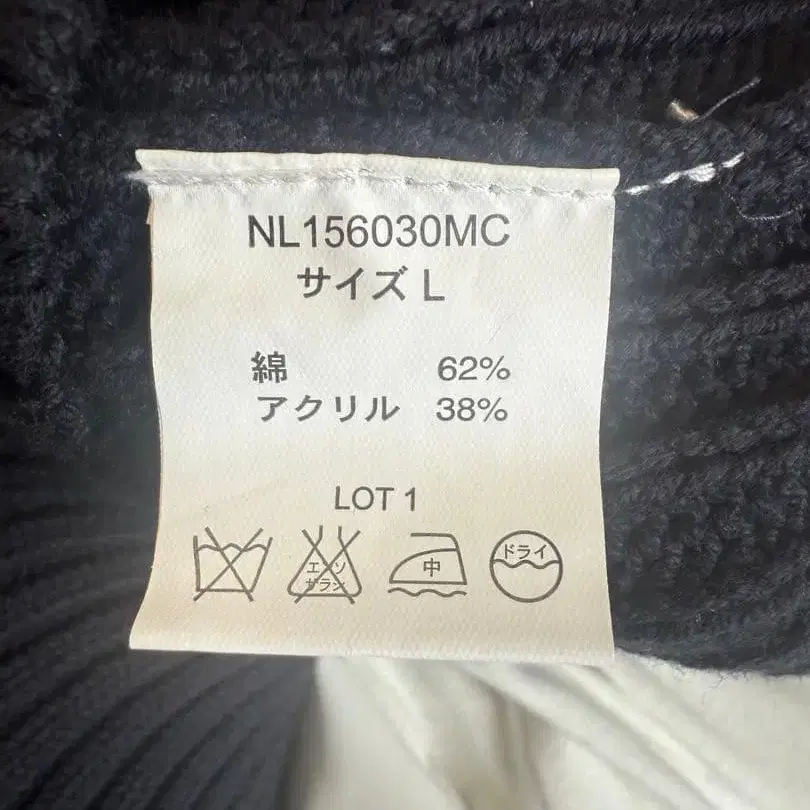 NL156030MC
サイズ L
綿 62%
アクリル 38%
LOT 1
エンソ
サラシ
中
ドライ